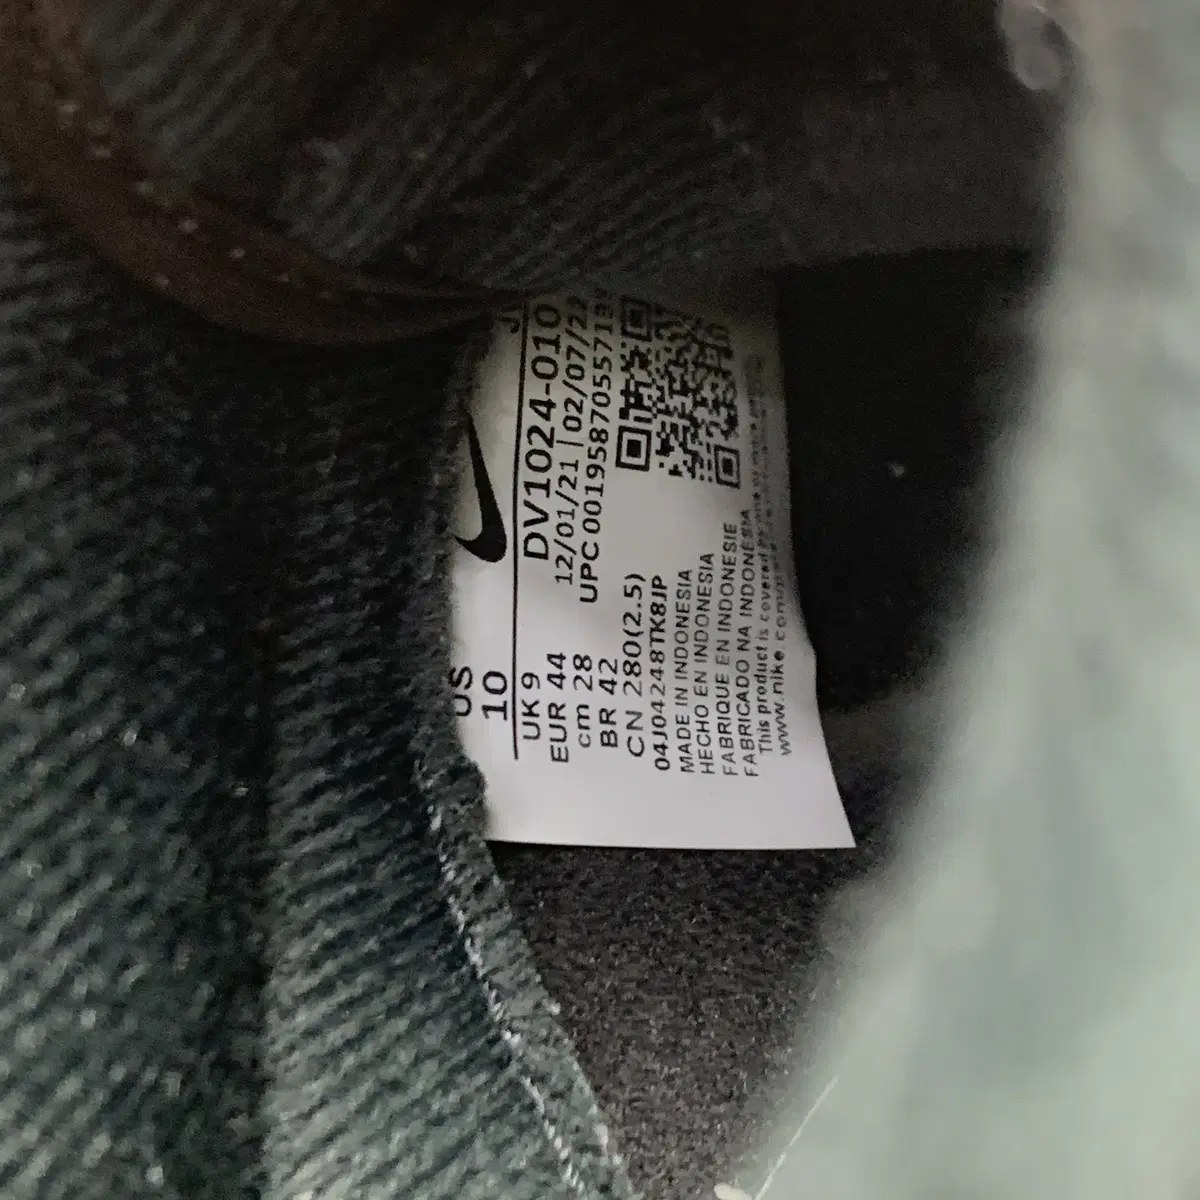 US
10
UK 9
EUR 44
cm 28
BR 42
CN 280(2.5)
DV1024-010
12/01/21 | 02/07/22
UPC 00195870557
04J04248TK8JP
MADE IN INDONESIA
HECHO EN INDONESIA
FABRIQUE EN INDONESIE
FABRICADO NA INDONÉSIA
This product is covered by
www.nike.com